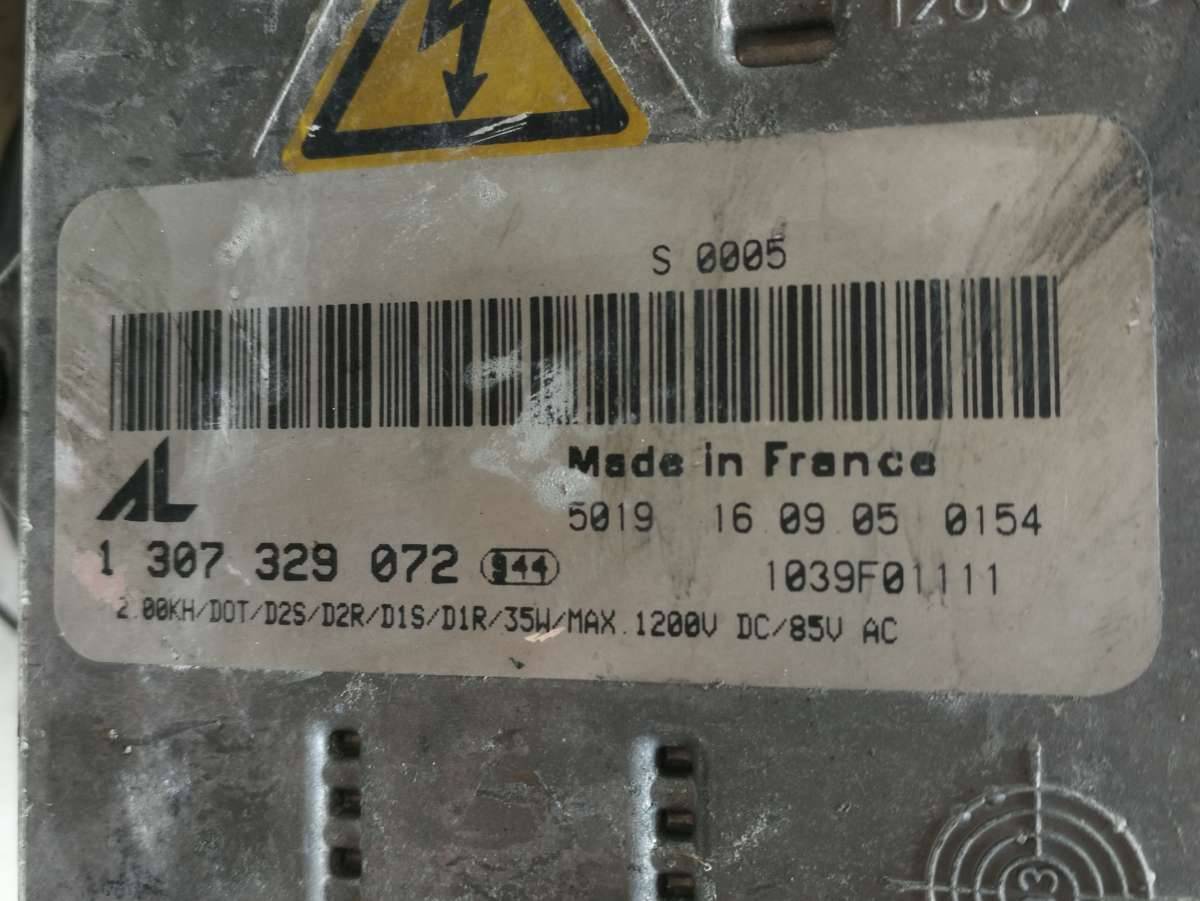 S 0005
AL
Made in France
5019 16 09 05 0154
1 307 329 072 944
1039F01111
2.00KH/DOT/D2S/D2R/D1S/D1R/35W/MAX.1200V DC/85V AC